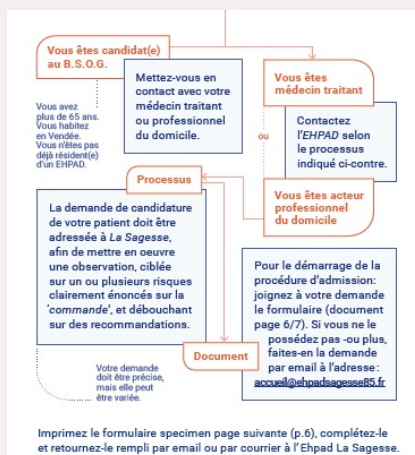 Vous êtes candidat(e)
au B.S.O.G.
Vous avez
plus de 65 ans.
Vous habitez
en Vendée.
Vous n'êtes pas
déjà résident(e)
d'un EHPAD.
Mettez-vous en
contact avec votre
médecin traitant
ou professionnel
du domicile.
Vous êtes
médecin traitant
Contactez
l'EHPAD selon
le processus
indiqué ci-contre.
ou
Vous êtes acteur
professionnel
du domicile
Processus
La demande de candidature
de votre patient doit être
adressée à La Sagesse,
afin de mettre en oeuvre
une observation, ciblée
sur un ou plusieurs risques
clairement énoncés sur la
'commande', et débouchant
sur des recommandations.
Votre demande
doit être précise,
mais elle peut
être variée.
Document
Pour le démarrage de la
procédure d'admission:
joignez à votre demande
le formulaire (document
page 6/7). Si vous ne le
possédez pas -ou plus,
faites-en la demande
par email à l'adresse:
accueil@ehpadsagesse85.fr
Imprimez le formulaire specimen page suivante (p.6), complétez-le
et retournez-le rempli par email ou par courrier à l'Ehpad La Sagesse.